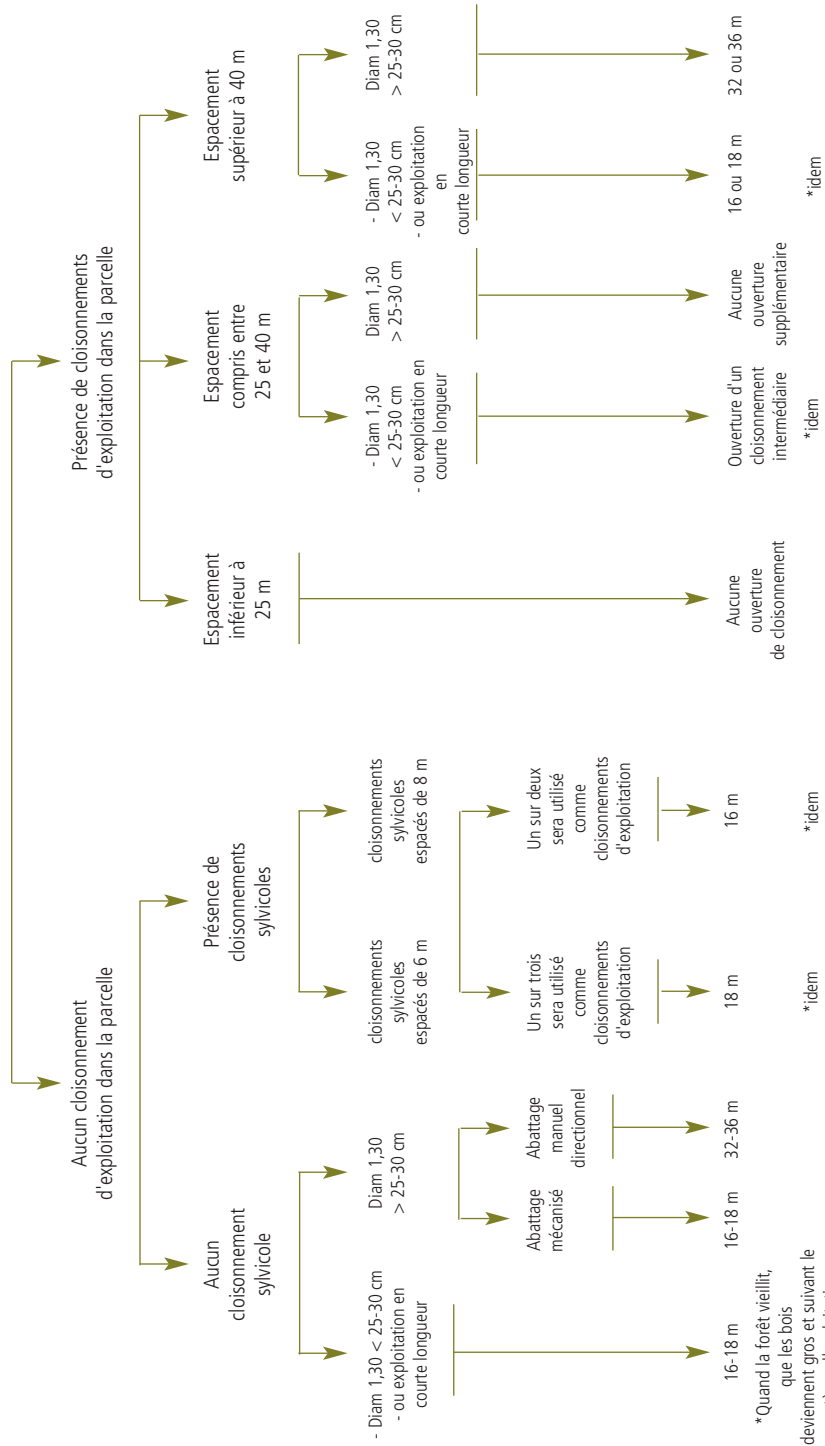 Aucun cloisonnement
d'exploitation dans la parcelle
Présence de cloisonnements
d'exploitation dans la parcelle
Aucun
cloisonnement
sylvicole
Présence de
cloisonnements
sylvicoles
Espacement
inférieur à
25 m
Espacement
compris entre
25 et 40 m
Espacement
supérieur à 40 m
- Diam 1,30 < 25-30 cm
- ou exploitation en
courte longueur
Diam 1,30
> 25-30 cm
cloisonnements
sylvicoles
espacés de 6 m
cloisonnements
sylvicoles
espacés de 8 m
- Diam 1,30
< 25-30 cm
- ou exploitation en
courte longueur
Diam 1,30
> 25-30 cm
- Diam 1,30
< 25-30 cm
- ou exploitation
en
courte longueur
Diam 1,30
> 25-30 cm
Abattage
mécanisé
Abattage
manuel
directionnel
Un sur trois
sera utilisé
comme
cloisonnements
d'exploitation
Un sur deux
sera utilisé
comme
cloisonnements
d'exploitation
16-18 m
16-18 m
32-36 m
18 m
16 m
Aucune
ouverture
de cloisonnement
Ouverture d'un
cloisonnement
intermédiaire
Aucune
ouverture
supplémentaire
16 ou 18 m
32 ou 36 m
*Quand la forêt vieillit,
que les bois
deviennent gros et suivant le
*idem
*idem
*idem
*idem